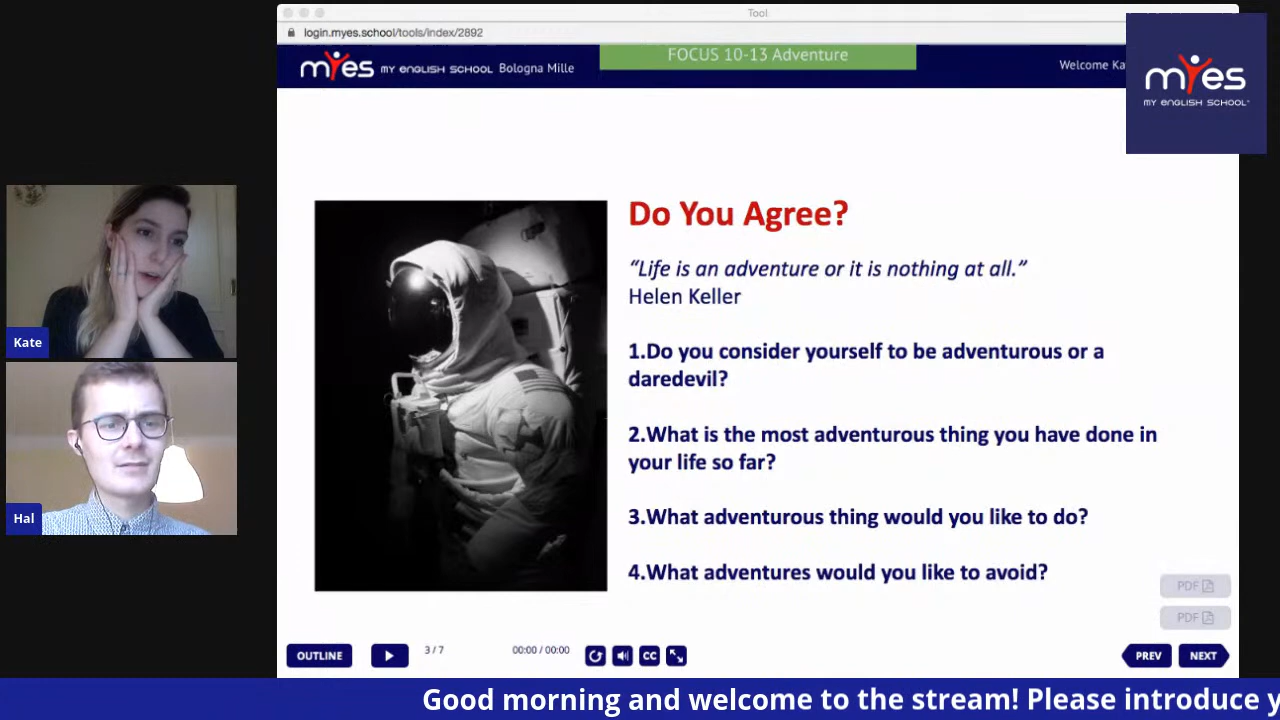 Tool
login.myes.school/tools/index/2892
myes MY ENGLISH SCHOOL Bologna Mille
FOCUS 10-13 Adventure
Welcome Ka
myes
MY ENGLISH SCHOOL
Do You Agree?
“Life is an adventure or it is nothing at all.”
Helen Keller
1.Do you consider yourself to be adventurous or a
daredevil?
2.What is the most adventurous thing you have done in
your life so far?
3.What adventurous thing would you like to do?
4.What adventures would you like to avoid?
Kate
Hal
PDF
PDF
OUTLINE
3 / 7
00:00 / 00:00
CC
PREV
NEXT
Good morning and welcome to the stream! Please introduce y